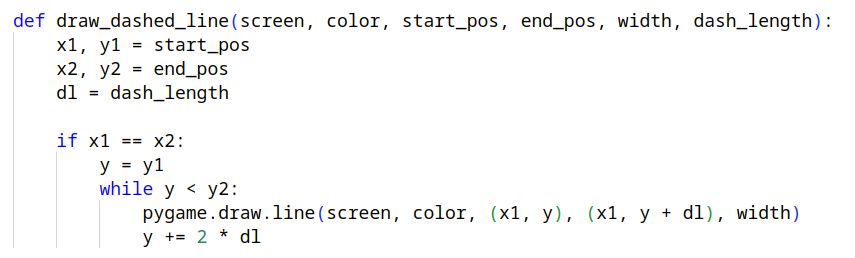 def draw_dashed_line(screen, color, start_pos, end_pos, width, dash_length):
    x1, y1 = start_pos
    x2, y2 = end_pos
    dl = dash_length

    if x1 == x2:
        y = y1
        while y < y2:
            pygame.draw.line(screen, color, (x1, y), (x1, y + dl), width)
            y += 2 * dl